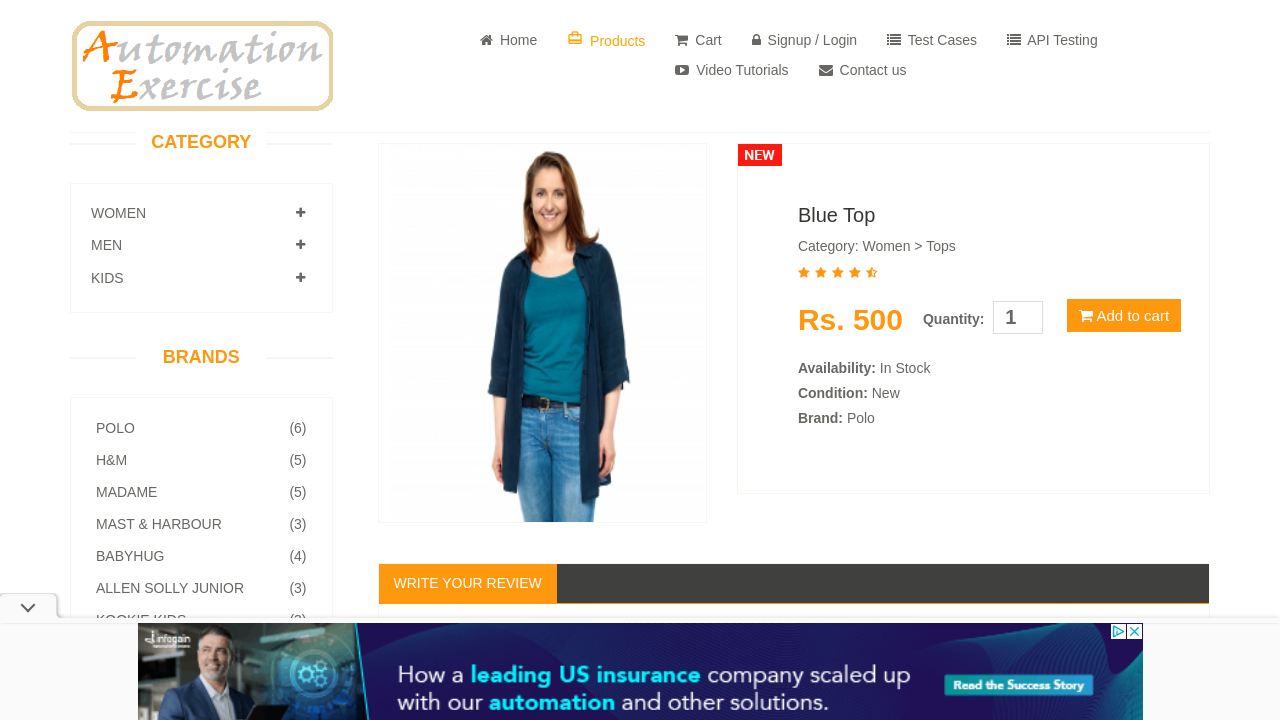 Automation
Exercise
Home
Products
Cart
Signup / Login
Test Cases
API Testing
Video Tutorials
Contact us
CATEGORY
WOMEN
MEN
KIDS
BRANDS
POLO (6)
H&M (5)
MADAME (5)
MAST & HARBOUR (3)
BABYHUG (4)
ALLEN SOLLY JUNIOR (3)
NEW
Blue Top
Category: Women > Tops
Rs. 500 Quantity: 1 Add to cart
Availability: In Stock
Condition: New
Brand: Polo
WRITE YOUR REVIEW
infogain
How a leading US insurance company scaled up
with our automation and other solutions.
Read the Success Story